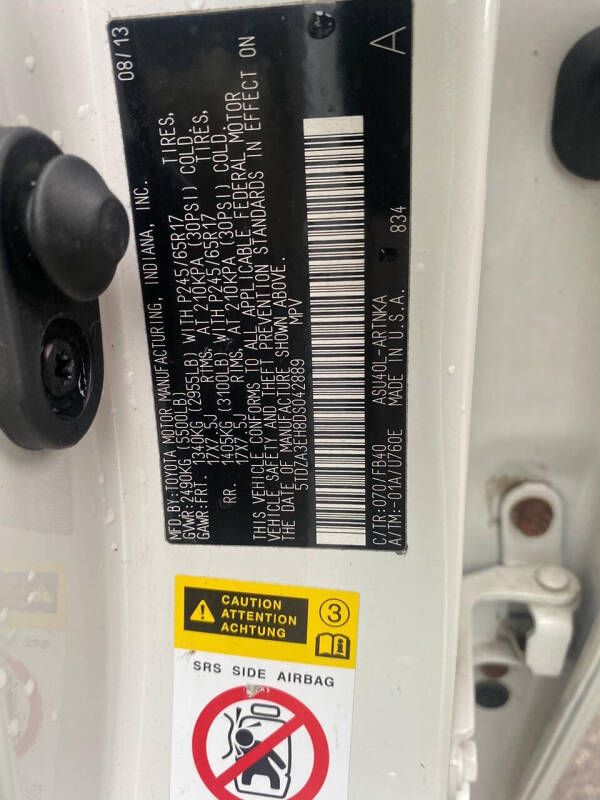 08/13
MFD.BY:TOYOTA MOTOR MANUFACTURING, INDIANA, INC.
GVWR:2490KG (5500LB)
GAWR:FRT. 1340KG (2955LB) WITH P245/65R17 TIRES,
17X7.5J RIMS, AT 210KPA (30PSI) COLD.
RR. 1405KG (3100LB) WITH P245/65R17 TIRES,
17X7.5J RIMS, AT 210KPA (30PSI) COLD.
THIS VEHICLE CONFORMS TO ALL APPLICABLE FEDERAL MOTOR
VEHICLE SAFETY AND THEFT PREVENTION STANDARDS IN EFFECT ON
THE DATE OF MANUFACTURE SHOWN ABOVE.
5TDZA3EH8DS042889 MPV
834
C/TR:070/FB40 ASU40L-ARTNKA A
A/TM:-01A/U760E MADE IN U.S.A.
CAUTION
ATTENTION
ACHTUNG
3
SRS SIDE AIRBAG